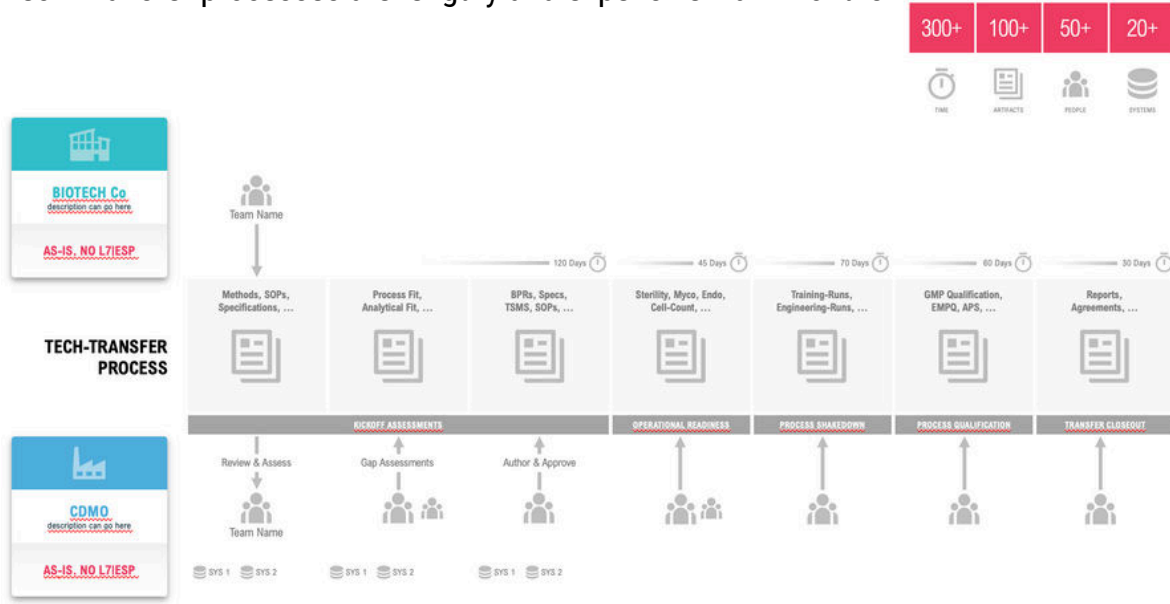 300+ 100+ 50+ 20+
TIME ARTIFACTS PEOPLE SYSTEMS
BIOTECH Co
description can go here
AS-IS, NO L7|ESP
Team Name
120 Days 45 Days 70 Days 60 Days 30 Days
TECH-TRANSFER
PROCESS
Methods, SOPs,
Specifications, ...
Process Fit,
Analytical Fit, ...
BPRs, Specs,
TSMS, SOPs, ...
Sterility, Myco, Endo,
Cell-Count, ...
Training-Runs,
Engineering-Runs, ...
GMP Qualification,
EMPQ, APS, ...
Reports,
Agreements, ...
KICKOFF ASSESSMENTS
OPERATIONAL READINESS
PROCESS SHAKEDOWN
PROCESS QUALIFICATION
TRANSFER CLOSEOUT
Review & Assess
Gap Assessments
Author & Approve
Team Name
CDMO
description can go here
AS-IS, NO L7|ESP
SYS 1 SYS 2 SYS 1 SYS 2 SYS 1 SYS 2